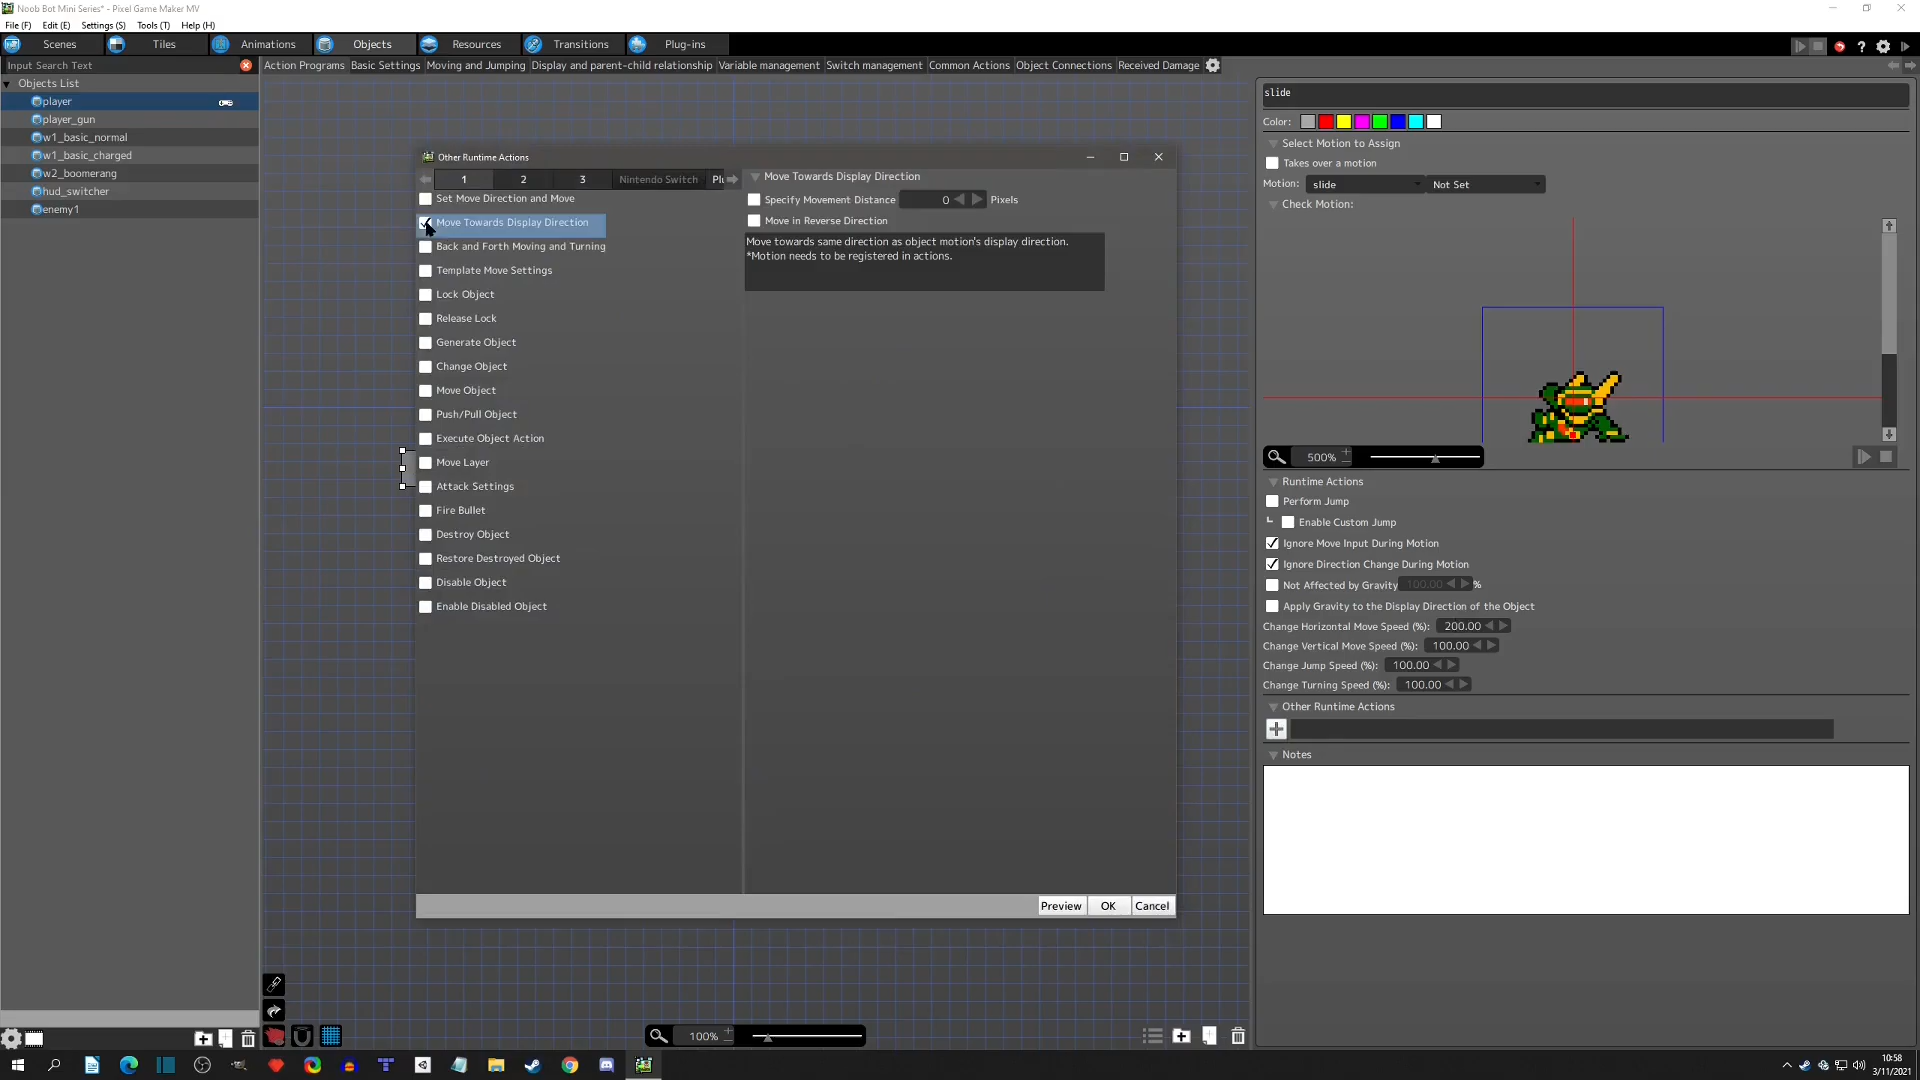 Noob Bot Mini Series* - Pixel Game Maker MV
File (F) Edit (E) Settings (S) Tools (T) Help (H)
Scenes Tiles Animations Objects Resources Transitions Plug-ins
Input Search Text
Action Programs Basic Settings Moving and Jumping Display and parent-child relationship Variable management Switch management Common Actions Object Connections Received Damage
Objects List
player
player_gun
w1_basic_normal
w1_basic_charged
w2_boomerang
hud_switcher
enemy1
Other Runtime Actions
1 2 3 Nintendo Switch
Set Move Direction and Move
Move Towards Display Direction
Back and Forth Moving and Turning
Template Move Settings
Lock Object
Release Lock
Generate Object
Change Object
Move Object
Push/Pull Object
Execute Object Action
Move Layer
Attack Settings
Fire Bullet
Destroy Object
Restore Destroyed Object
Disable Object
Enable Disabled Object
Move Towards Display Direction
Specify Movement Distance 0 Pixels
Move in Reverse Direction
Move towards same direction as object motion's display direction.
*Motion needs to be registered in actions.
Preview OK Cancel
100%
slide
Color:
Select Motion to Assign
Takes over a motion
Motion: slide Not Set
Check Motion:
500%
Runtime Actions
Perform Jump
Enable Custom Jump
Ignore Move Input During Motion
Ignore Direction Change During Motion
Not Affected by Gravity 100.00 %
Apply Gravity to the Display Direction of the Object
Change Horizontal Move Speed (%): 200.00
Change Vertical Move Speed (%): 100.00
Change Jump Speed (%): 100.00
Change Turning Speed (%): 100.00
Other Runtime Actions
Notes
10:58
3/11/2021